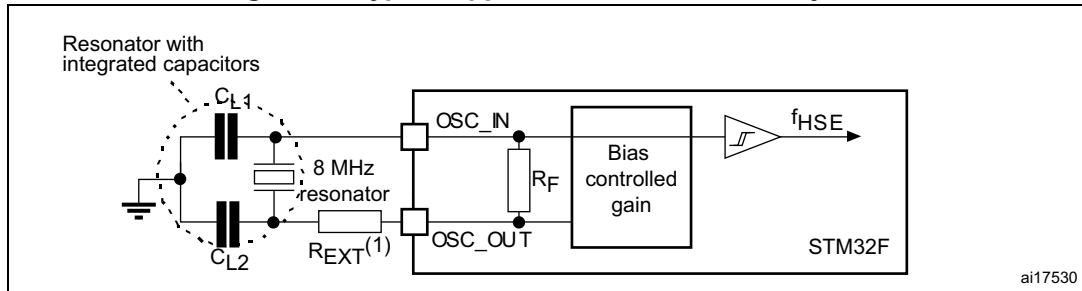 Resonator with
integrated capacitors
CL1
OSC_IN
fHSE
8 MHz
resonator
RF
Bias
controlled
gain
REXT(1)
OSC_OUT
CL2
STM32F
ai17530